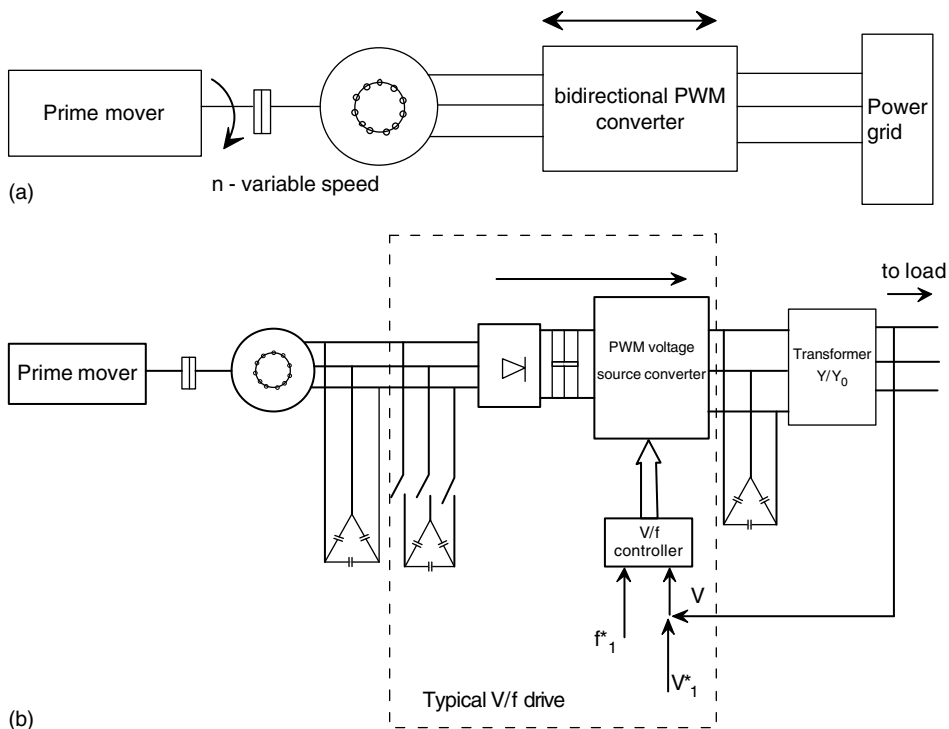 Prime mover
n - variable speed
bidirectional PWM
converter
Power
grid
(a)
to load
Prime mover
PWM voltage
source converter
Transformer
Y/Y0
V/f
controller
V
f*1
V*1
Typical V/f drive
(b)